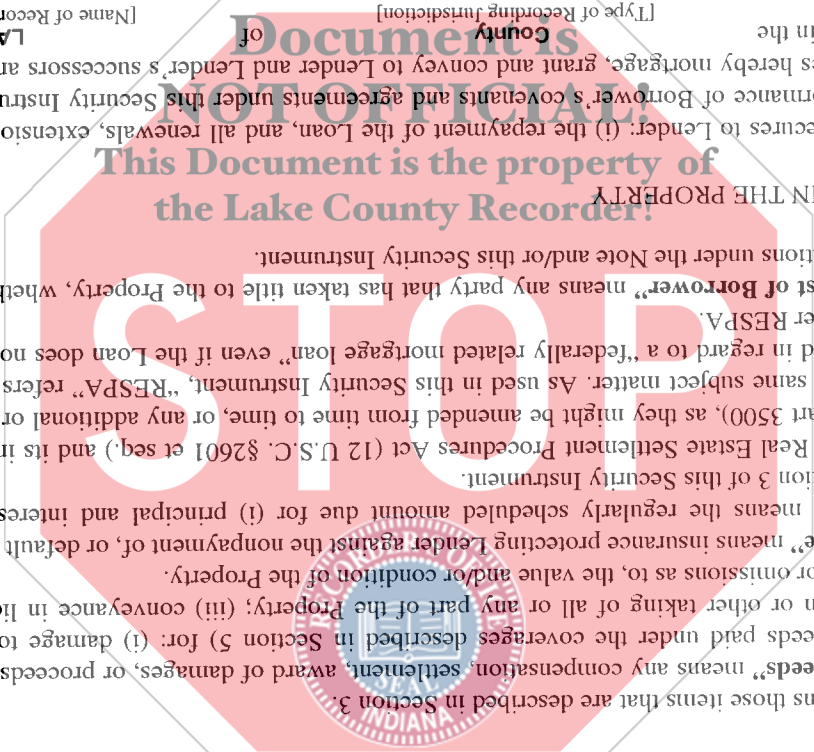 Document is
NOT OFFICIAL!
This Document is the property of
the Lake County Recorder!
STOP
RECORDER OF
SEAL
INDIANA
ns those items that are described in Section 3.
eeds" means any compensation, settlement, award of damages, or proceeds
eeds paid under the coverages described in Section 5) for: (i) damage to
n or other taking of all or any part of the Property; (iii) conveyance in li
or omissions as to, the value and/or condition of the Property.
e" means insurance protecting Lender against the nonpayment of, or default
means the regularly scheduled amount due for (i) principal and interes
tion 3 of this Security Instrument.
Real Estate Settlement Procedures Act (12 U.S.C. §2601 et seq.) and its i
art 3500), as they might be amended from time to time, or any additional or
same subject matter. As used in this Security Instrument, "RESPA" refers
d in regard to a "federally related mortgage loan" even if the Loan does no
er RESPA.
st of Borrower" means any party that has taken title to the Property, wheth
tions under the Note and/or this Security Instrument.
IN THE PROPERTY
ecures to Lender: (i) the repayment of the Loan, and all renewals, extensio
rmance of Borrower's covenants and agreements under this Security Instru
es hereby mortgage, grant and convey to Lender and Lender's successors an
in the County of LA
[Type of Recording Jurisdiction] [Name of Recor